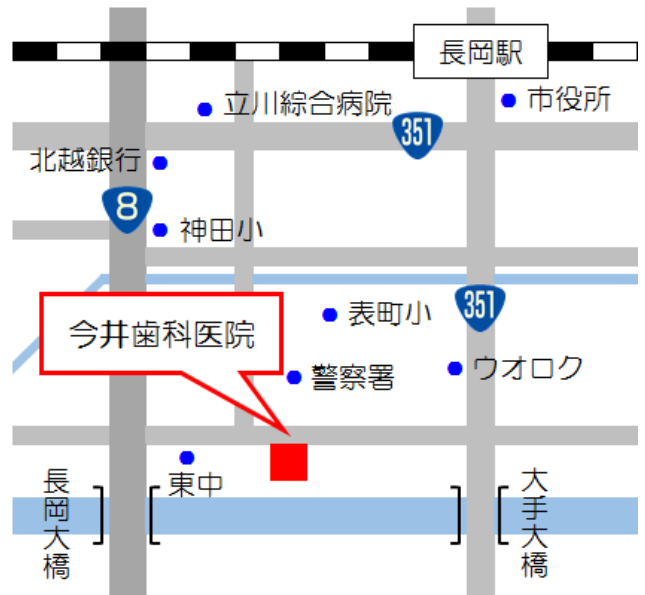 長岡駅
立川綜合病院
市役所
351
北越銀行
8
神田小
351
表町小
今井歯科医院
警察署
ウオロク
東中
長岡大橋
大手大橋